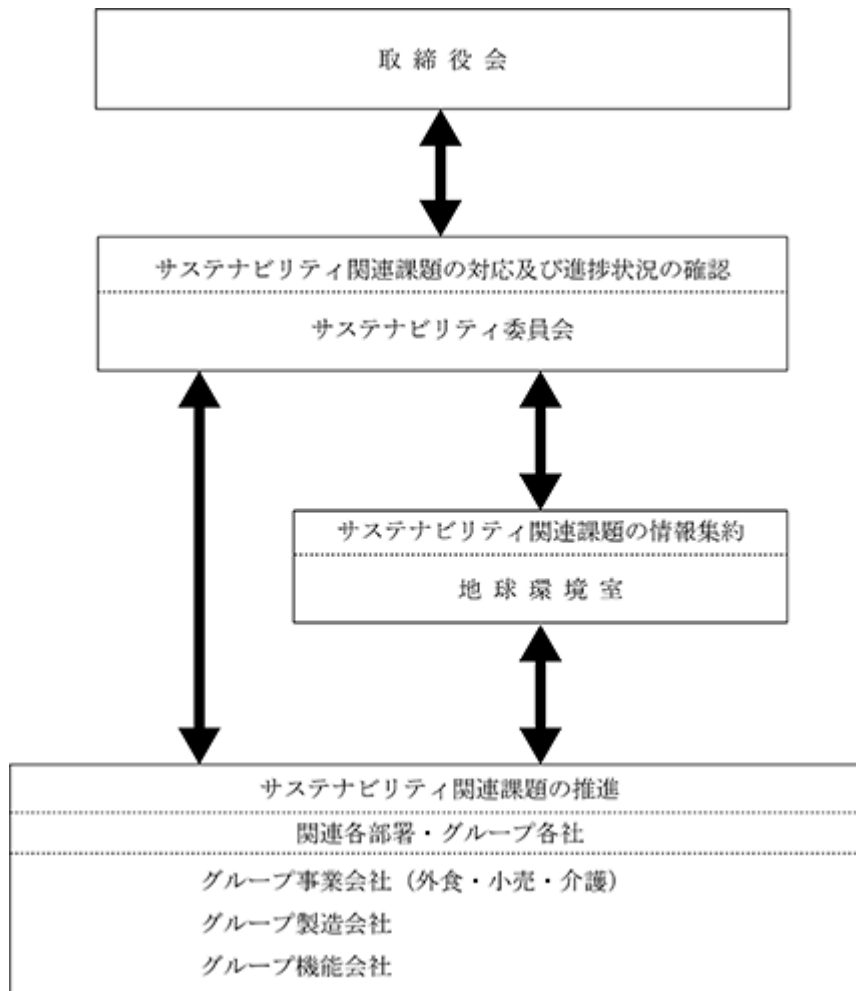 取締役会
サステナビリティ関連課題の対応及び進捗状況の確認
サステナビリティ委員会
サステナビリティ関連課題の情報集約
地球環境室
サステナビリティ関連課題の推進
関連各部署・グループ各社
グループ事業会社（外食・小売・介護）
グループ製造会社
グループ機能会社